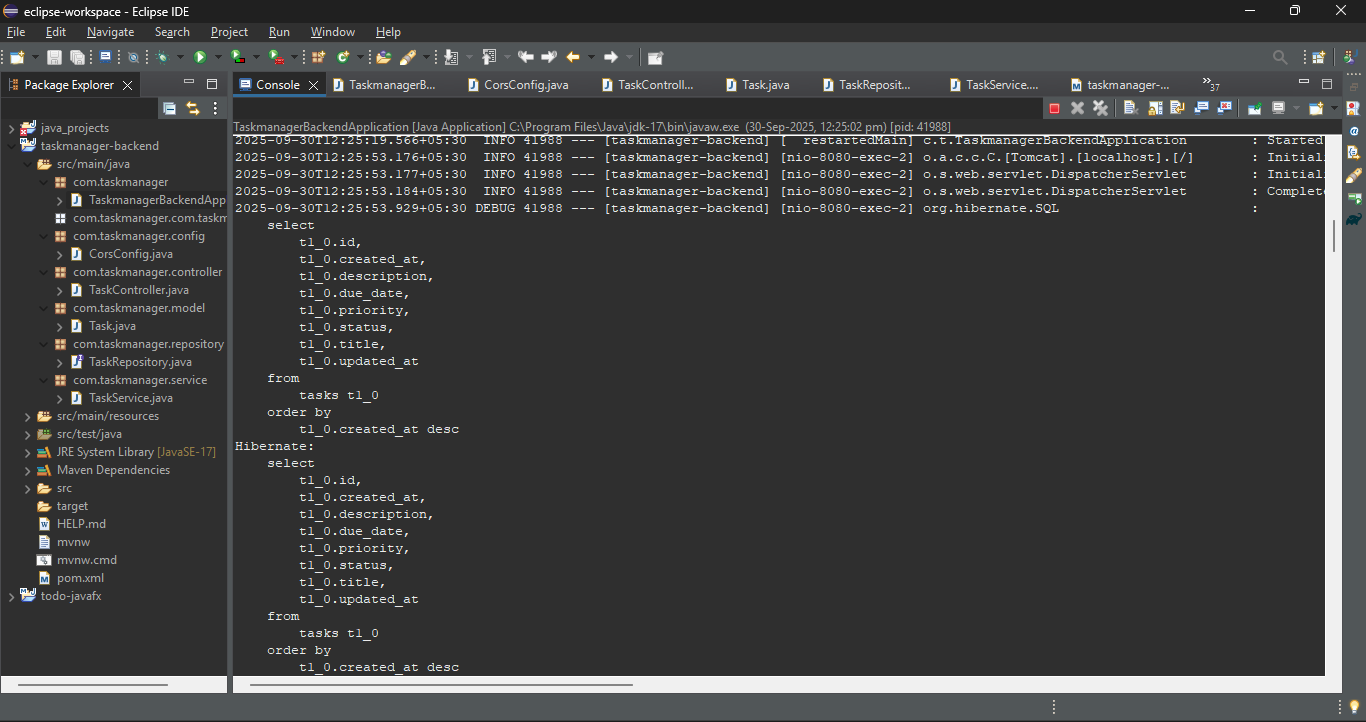 eclipse-workspace - Eclipse IDE
File Edit Navigate Search Project Run Window Help
Package Explorer
Console TaskmanagerB... CorsConfig.java TaskControll... Task.java TaskReposit... TaskService.... taskmanager-... »37
java_projects
taskmanager-backend
src/main/java
com.taskmanager
TaskmanagerBackendApp
com.taskmanager.com.taskm
com.taskmanager.config
CorsConfig.java
com.taskmanager.controller
TaskController.java
com.taskmanager.model
Task.java
com.taskmanager.repository
TaskRepository.java
com.taskmanager.service
TaskService.java
src/main/resources
src/test/java
JRE System Library [JavaSE-17]
Maven Dependencies
src
target
HELP.md
mvnw
mvnw.cmd
pom.xml
todo-javafx
TaskmanagerBackendApplication [Java Application] C:\Program Files\Java\jdk-17\bin\javaw.exe (30-Sep-2025, 12:25:02 pm) [pid: 41988]
2025-09-30T12:25:19.566+05:30 INFO 41988 --- [taskmanager-backend] [ restartedMain] c.t.TaskmanagerBackendApplication : Started
2025-09-30T12:25:53.176+05:30 INFO 41988 --- [taskmanager-backend] [nio-8080-exec-2] o.a.c.c.C.[Tomcat].[localhost].[/] : Initial
2025-09-30T12:25:53.177+05:30 INFO 41988 --- [taskmanager-backend] [nio-8080-exec-2] o.s.web.servlet.DispatcherServlet : Initial
2025-09-30T12:25:53.184+05:30 INFO 41988 --- [taskmanager-backend] [nio-8080-exec-2] o.s.web.servlet.DispatcherServlet : Complet
2025-09-30T12:25:53.929+05:30 DEBUG 41988 --- [taskmanager-backend] [nio-8080-exec-2] org.hibernate.SQL :
select
t1_0.id,
t1_0.created_at,
t1_0.description,
t1_0.due_date,
t1_0.priority,
t1_0.status,
t1_0.title,
t1_0.updated_at
from
tasks t1_0
order by
t1_0.created_at desc
Hibernate:
select
t1_0.id,
t1_0.created_at,
t1_0.description,
t1_0.due_date,
t1_0.priority,
t1_0.status,
t1_0.title,
t1_0.updated_at
from
tasks t1_0
order by
t1_0.created_at desc